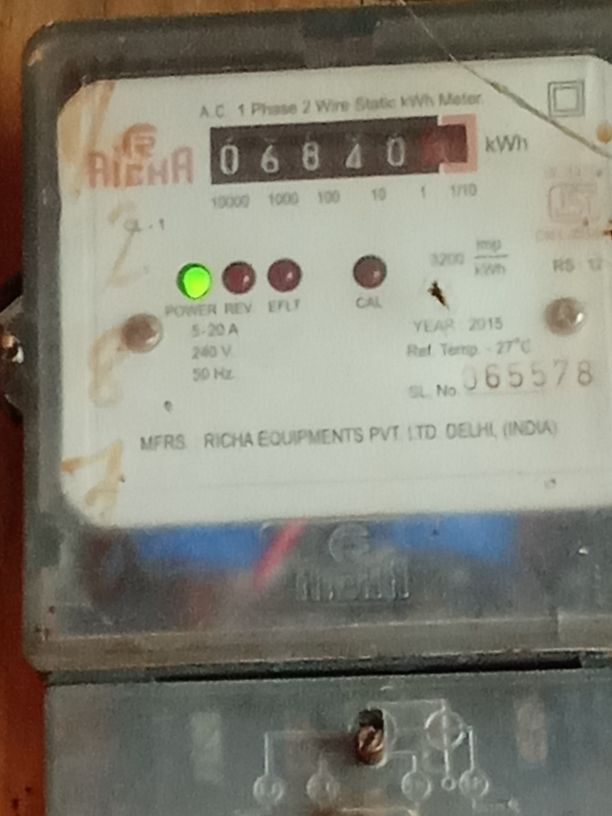 A.C. 1 Phase 2 Wire Static kWh Meter
RICHA
0 6 8 4 0 kWh
10000 1000 100 10 1 1/10
CL - 1
3200 imp/kWh
POWER REV EFLT CAL
RS - 12
5-20 A
YEAR 2015
240 V
Ref. Temp. - 27°C
50 Hz
SL. No. 065578
MFRS. RICHA EQUIPMENTS PVT. LTD. DELHI, (INDIA)
RICHA